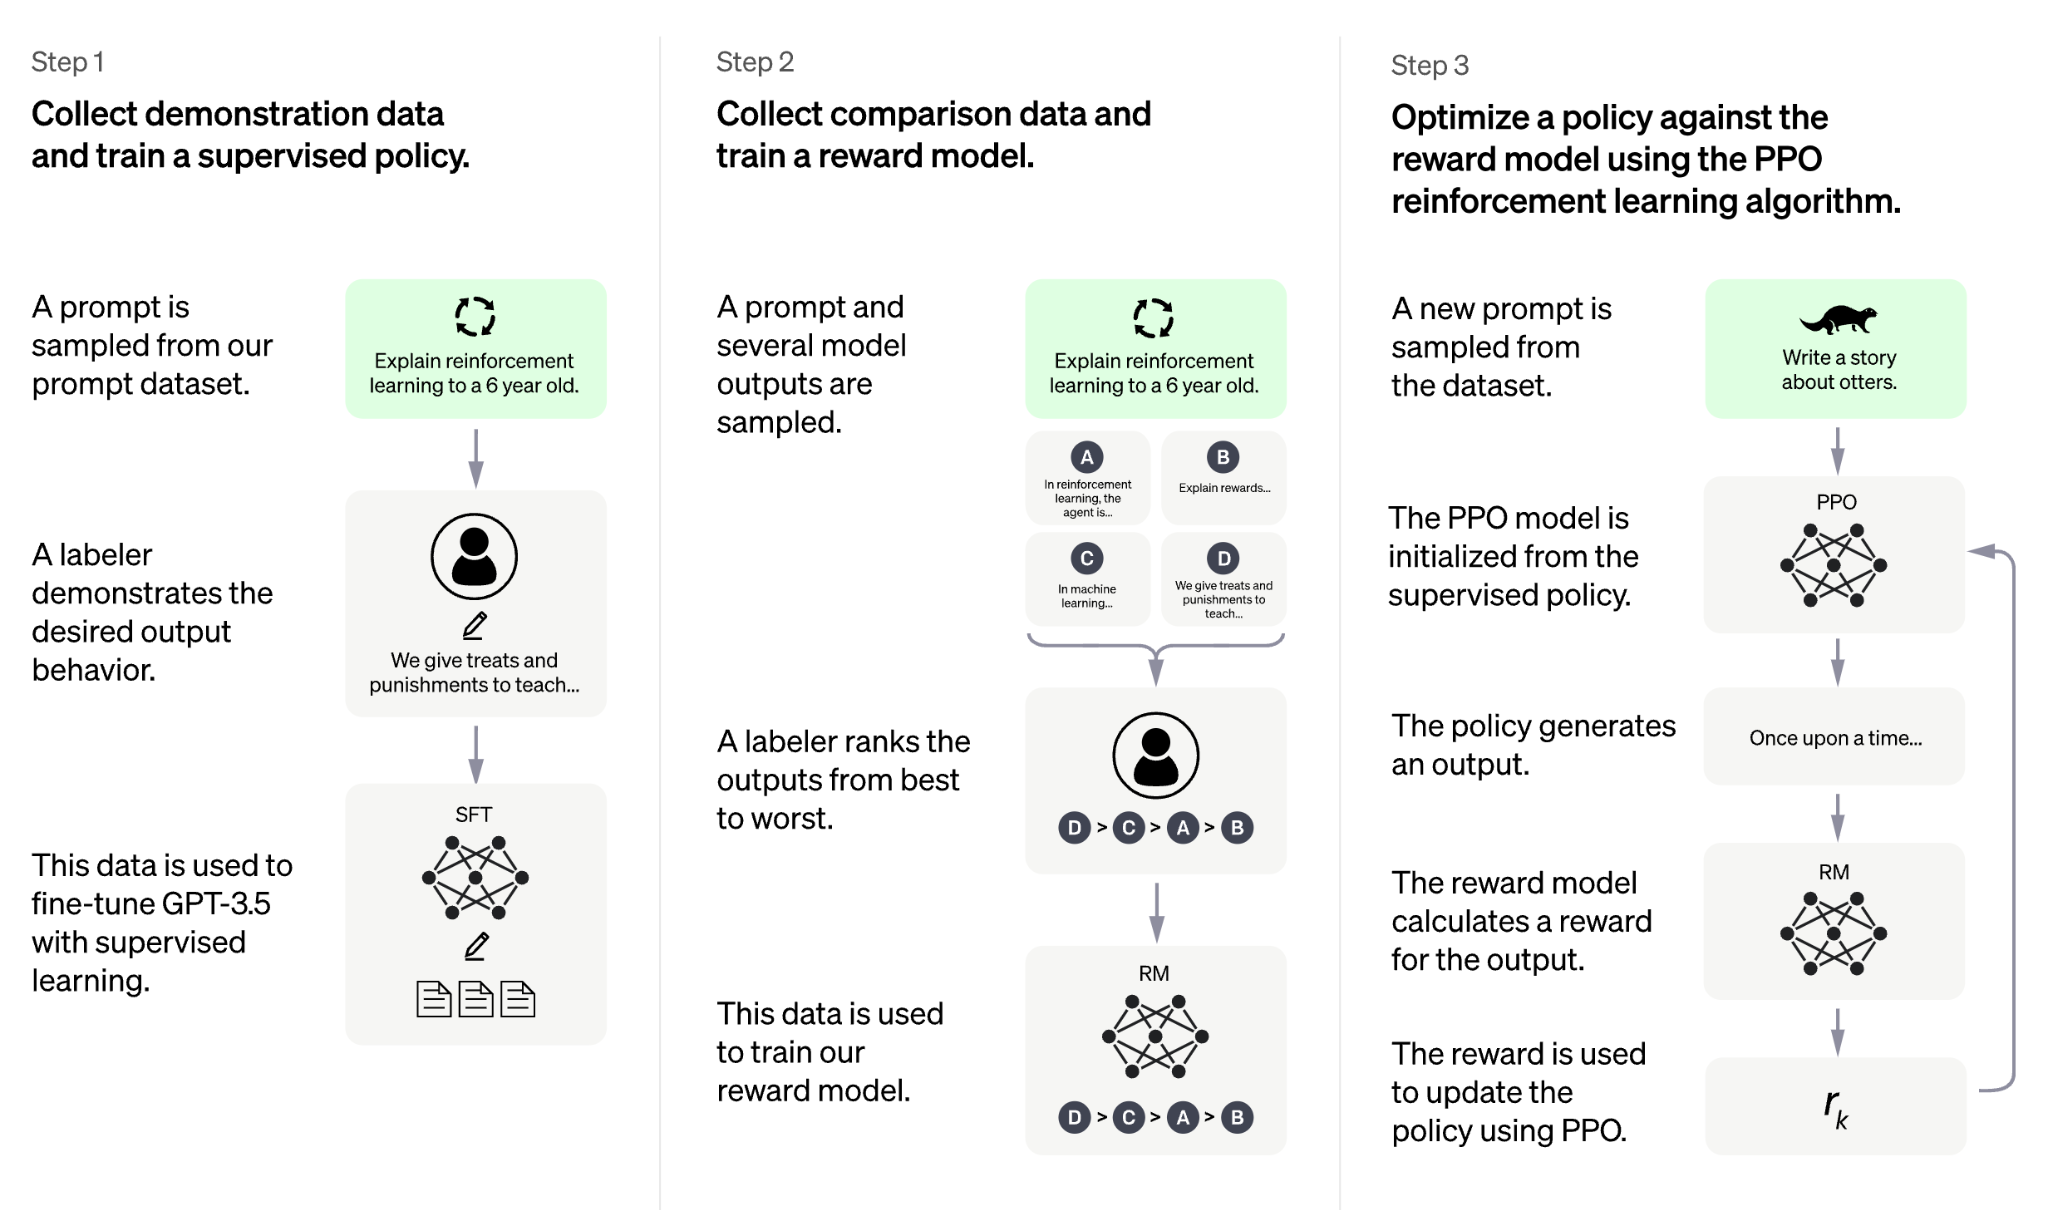 Step 1
Collect demonstration data
and train a supervised policy.
A prompt is
sampled from our
prompt dataset.
Explain reinforcement
learning to a 6 year old.
A labeler
demonstrates the
desired output
behavior.
We give treats and
punishments to teach...
This data is used to
fine-tune GPT-3.5
with supervised
learning.
SFT
Step 2
Collect comparison data and
train a reward model.
A prompt and
several model
outputs are
sampled.
Explain reinforcement
learning to a 6 year old.
A
In reinforcement
learning, the
agent is...
B
Explain rewards...
C
In machine
learning...
D
We give treats and
punishments to
teach...
A labeler ranks the
outputs from best
to worst.
D > C > A > B
This data is used
to train our
reward model.
RM
D > C > A > B
Step 3
Optimize a policy against the
reward model using the PPO
reinforcement learning algorithm.
A new prompt is
sampled from
the dataset.
Write a story
about otters.
The PPO model is
initialized from the
supervised policy.
PPO
The policy generates
an output.
Once upon a time...
The reward model
calculates a reward
for the output.
RM
The reward is used
to update the
policy using PPO.
rk